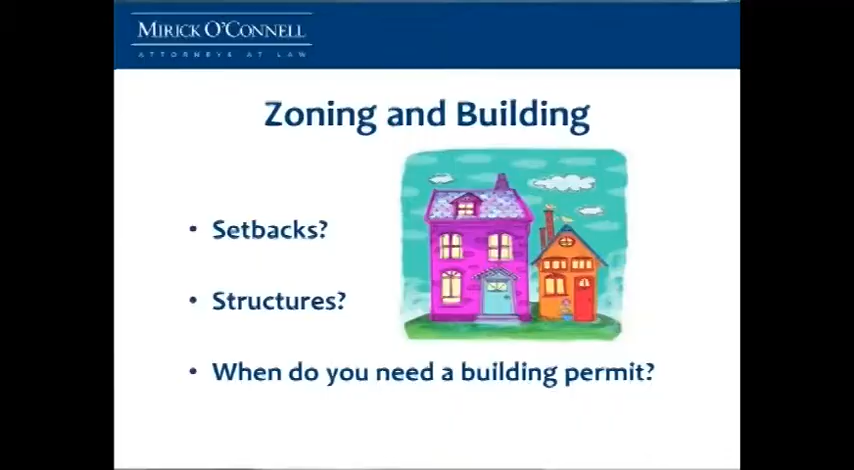 MIRICK O'CONNELL
ATTORNEYS AT LAW
Zoning and Building
• Setbacks?
• Structures?
• When do you need a building permit?